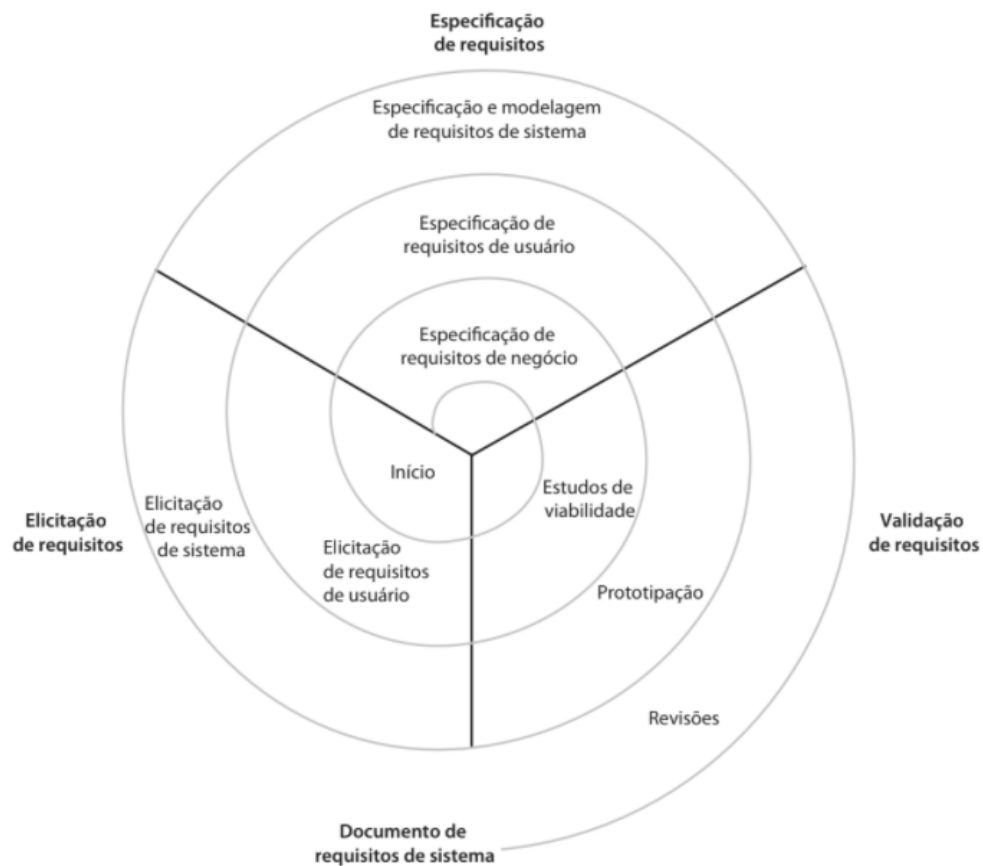 Especificação
de requisitos
Especificação e modelagem
de requisitos de sistema
Especificação de
requisitos de usuário
Especificação de
requisitos de negócio
Início
Estudos de
viabilidade
Elicitação
de requisitos
Elicitação
de requisitos
de sistema
Elicitação
de requisitos
de usuário
Validação
de requisitos
Prototipação
Revisões
Documento de
requisitos de sistema